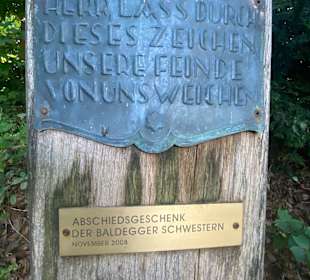 HERR LASS DURCH
DIESES ZEICHEN
UNSERE FEINDE
VON UNS WEICHEN
ABSCHIEDSGESCHENK
DER BALDEGGER SCHWESTERN
NOVEMBER 2008